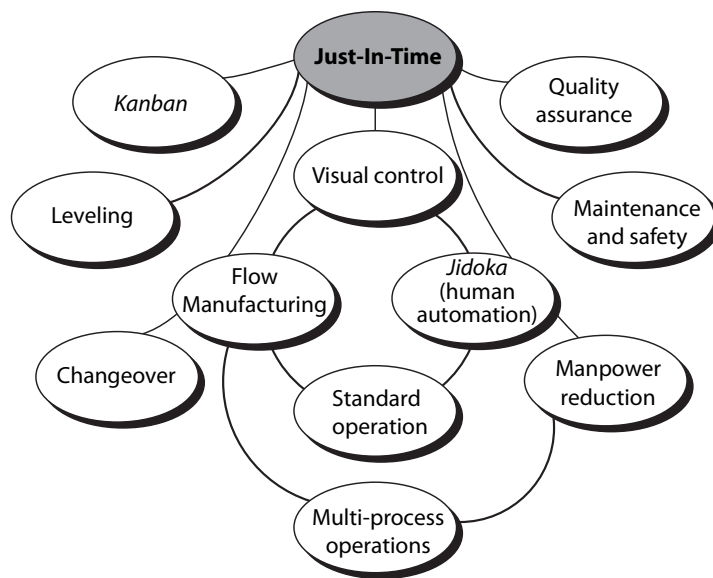 Just-In-Time
Kanban
Quality
assurance
Visual control
Leveling
Maintenance
and safety
Flow
Manufacturing
Jidoka
(human
automation)
Changeover
Standard
operation
Manpower
reduction
Multi-process
operations